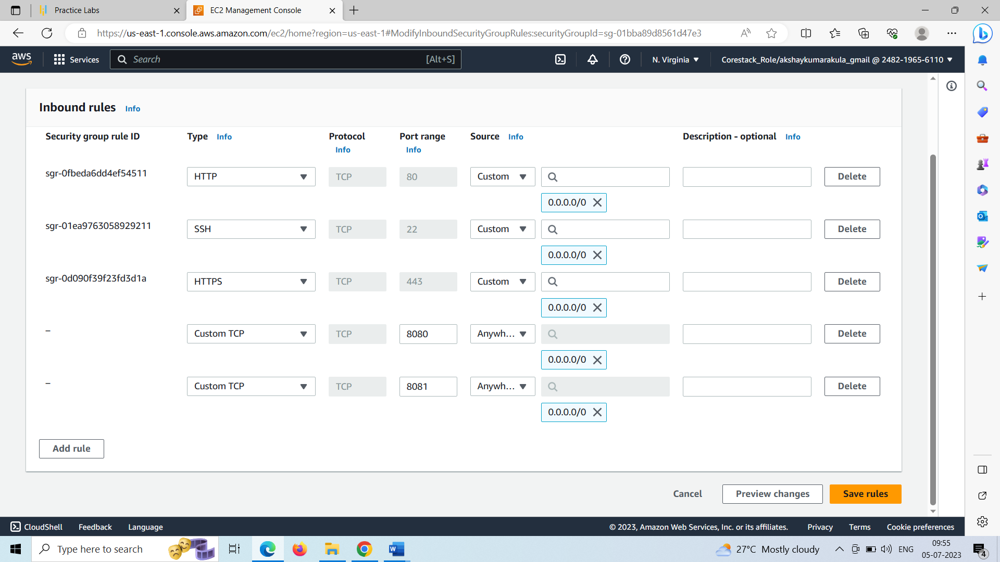 Practice Labs
EC2 Management Console
https://us-east-1.console.aws.amazon.com/ec2/home?region=us-east-1#ModifyInboundSecurityGroupRules:securityGroupId=sg-01bba89d8561d47e3
aws Services Search [Alt+S] N. Virginia Corestack_Role/akshaykumarakula_gmail @ 2482-1965-6110
Inbound rules Info
Security group rule ID Type Info Protocol Port range Source Info Description - optional Info
Info Info
sgr-0fbeda6dd4ef54511 HTTP TCP 80 Custom Delete
0.0.0.0/0
sgr-01ea9763058929211 SSH TCP 22 Custom Delete
0.0.0.0/0
sgr-0d090f39f23fd3d1a HTTPS TCP 443 Custom Delete
0.0.0.0/0
– Custom TCP TCP 8080 Anywh... Delete
0.0.0.0/0
– Custom TCP TCP 8081 Anywh... Delete
0.0.0.0/0
Add rule
Cancel Preview changes Save rules
CloudShell Feedback Language © 2023, Amazon Web Services, Inc. or its affiliates. Privacy Terms Cookie preferences
Type here to search 27°C Mostly cloudy ENG 09:55
05-07-2023 4